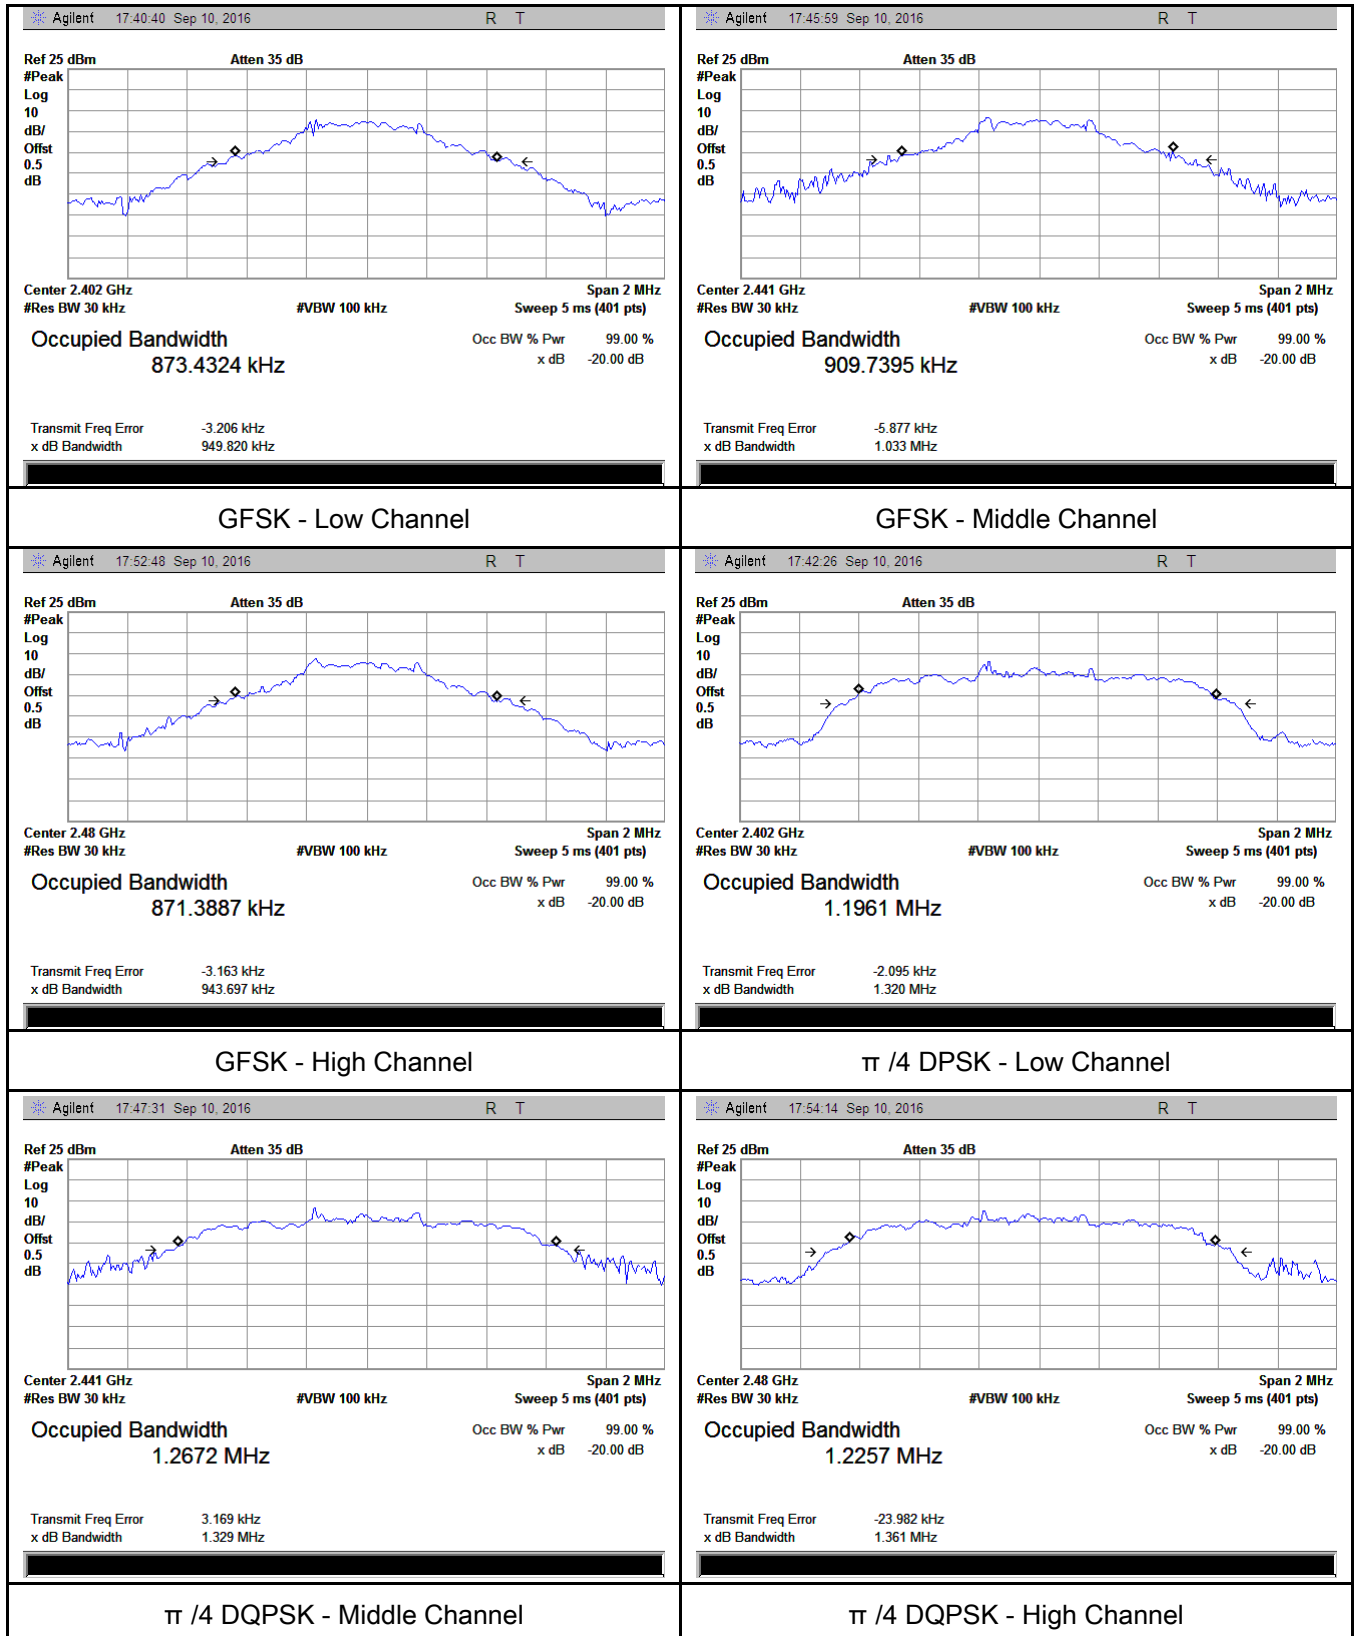 Agilent 17:40:40 Sep 10, 2016 R T
Ref 25 dBm Atten 35 dB
#Peak
Log
10
dB/
Offst
0.5
dB
Center 2.402 GHz Span 2 MHz
#Res BW 30 kHz #VBW 100 kHz Sweep 5 ms (401 pts)
Occupied Bandwidth Occ BW % Pwr 99.00 %
873.4324 kHz x dB -20.00 dB
Transmit Freq Error -3.206 kHz
x dB Bandwidth 949.820 kHz
GFSK - Low Channel
Agilent 17:45:59 Sep 10, 2016 R T
Ref 25 dBm Atten 35 dB
#Peak
Log
10
dB/
Offst
0.5
dB
Center 2.441 GHz Span 2 MHz
#Res BW 30 kHz #VBW 100 kHz Sweep 5 ms (401 pts)
Occupied Bandwidth Occ BW % Pwr 99.00 %
909.7395 kHz x dB -20.00 dB
Transmit Freq Error -5.877 kHz
x dB Bandwidth 1.033 MHz
GFSK - Middle Channel
Agilent 17:52:48 Sep 10, 2016 R T
Ref 25 dBm Atten 35 dB
#Peak
Log
10
dB/
Offst
0.5
dB
Center 2.48 GHz Span 2 MHz
#Res BW 30 kHz #VBW 100 kHz Sweep 5 ms (401 pts)
Occupied Bandwidth Occ BW % Pwr 99.00 %
871.3887 kHz x dB -20.00 dB
Transmit Freq Error -3.163 kHz
x dB Bandwidth 943.697 kHz
GFSK - High Channel
Agilent 17:42:26 Sep 10, 2016 R T
Ref 25 dBm Atten 35 dB
#Peak
Log
10
dB/
Offst
0.5
dB
Center 2.402 GHz Span 2 MHz
#Res BW 30 kHz #VBW 100 kHz Sweep 5 ms (401 pts)
Occupied Bandwidth Occ BW % Pwr 99.00 %
1.1961 MHz x dB -20.00 dB
Transmit Freq Error -2.095 kHz
x dB Bandwidth 1.320 MHz
π /4 DPSK - Low Channel
Agilent 17:47:31 Sep 10, 2016 R T
Ref 25 dBm Atten 35 dB
#Peak
Log
10
dB/
Offst
0.5
dB
Center 2.441 GHz Span 2 MHz
#Res BW 30 kHz #VBW 100 kHz Sweep 5 ms (401 pts)
Occupied Bandwidth Occ BW % Pwr 99.00 %
1.2672 MHz x dB -20.00 dB
Transmit Freq Error 3.169 kHz
x dB Bandwidth 1.329 MHz
π /4 DQPSK - Middle Channel
Agilent 17:54:14 Sep 10, 2016 R T
Ref 25 dBm Atten 35 dB
#Peak
Log
10
dB/
Offst
0.5
dB
Center 2.48 GHz Span 2 MHz
#Res BW 30 kHz #VBW 100 kHz Sweep 5 ms (401 pts)
Occupied Bandwidth Occ BW % Pwr 99.00 %
1.2257 MHz x dB -20.00 dB
Transmit Freq Error -23.982 kHz
x dB Bandwidth 1.361 MHz
π /4 DQPSK - High Channel